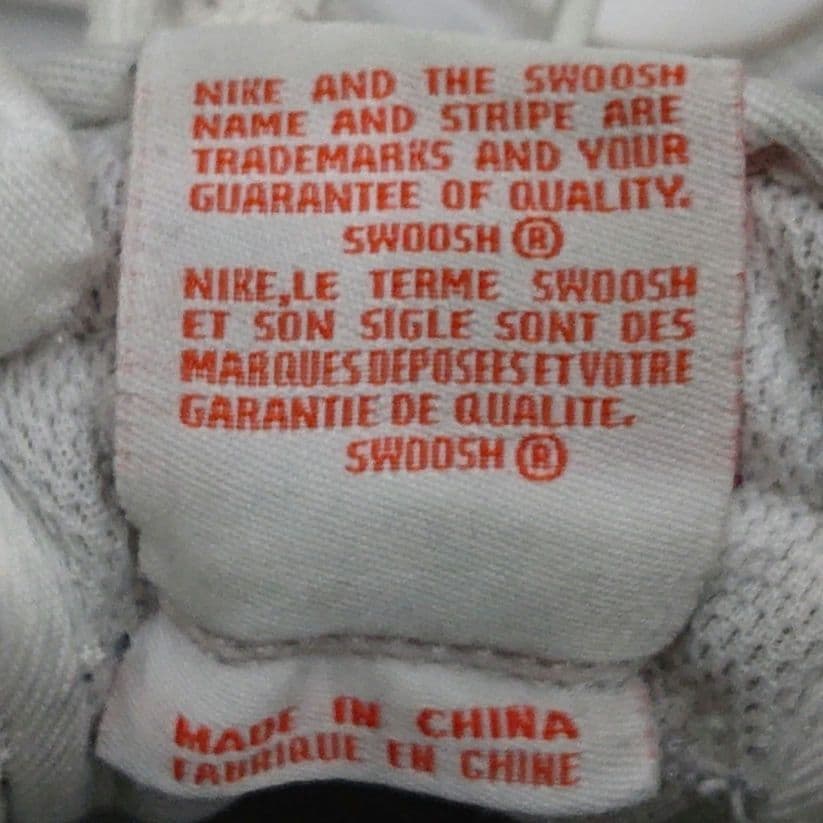 NIKE AND THE SWOOSH
NAME AND STRIPE ARE
TRADEMARKS AND YOUR
GUARANTEE OF QUALITY.
SWOOSH ®
NIKE,LE TERME SWOOSH
ET SON SIGLE SONT DES
MARQUES DEPOSEES ET VOTRE
GARANTIE DE QUALITE.
SWOOSH ®
MADE IN CHINA
FABRIQUE EN CHINE